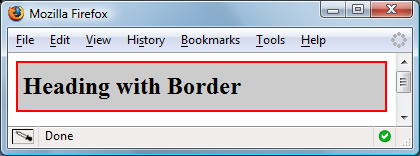 Mozilla Firefox
File Edit View History Bookmarks Tools Help
Heading with Border
Done